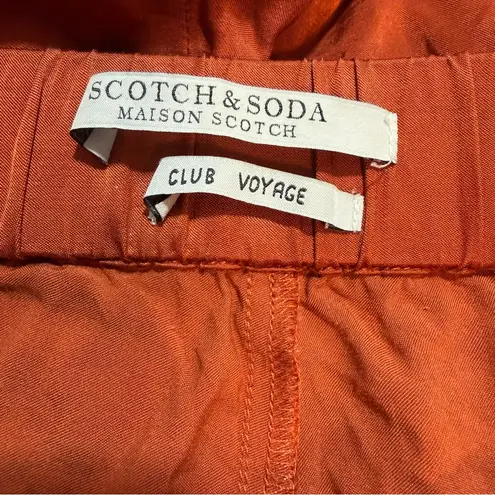 SCOTCH & SODA
MAISON SCOTCH
CLUB VOYAGE